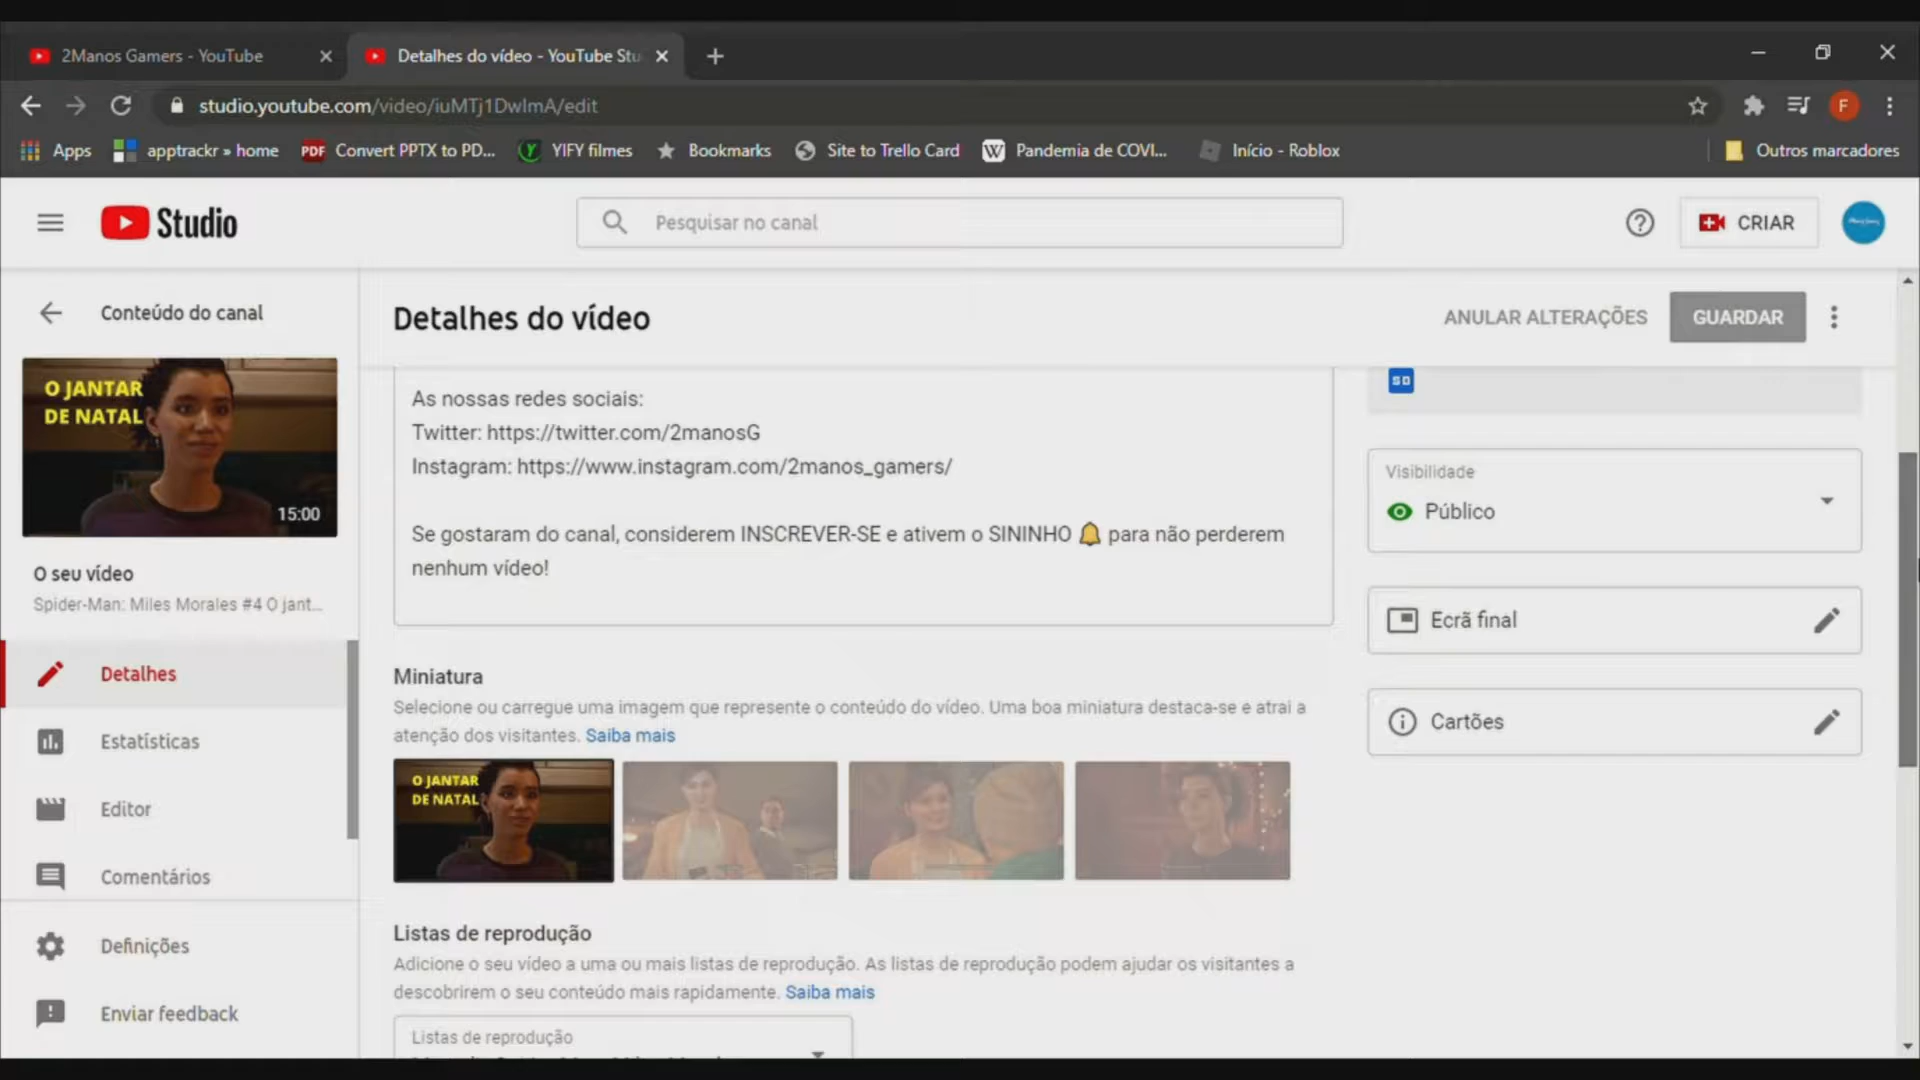 2Manos Gamers - YouTube
Detalhes do vídeo - YouTube Stu
studio.youtube.com/video/iuMTj1DwlmA/edit
F
Apps
apptrackr » home
PDF Convert PPTX to PD...
YIFY filmes
Bookmarks
Site to Trello Card
W Pandemia de COVI...
Início - Roblox
Outros marcadores
Studio
Pesquisar no canal
CRIAR
Conteúdo do canal
Detalhes do vídeo
ANULAR ALTERAÇÕES
GUARDAR
O JANTAR
DE NATAL
15:00
O seu vídeo
Spider-Man: Miles Morales #4 O jant...
Detalhes
Estatísticas
Editor
Comentários
Definições
Enviar feedback
As nossas redes sociais:
Twitter: https://twitter.com/2manosG
Instagram: https://www.instagram.com/2manos_gamers/
Se gostaram do canal, considerem INSCREVER-SE e ativem o SININHO 🔔 para não perderem
nenhum vídeo!
Miniatura
Selecione ou carregue uma imagem que represente o conteúdo do vídeo. Uma boa miniatura destaca-se e atrai a
atenção dos visitantes. Saiba mais
O JANTAR
DE NATAL
Listas de reprodução
Adicione o seu vídeo a uma ou mais listas de reprodução. As listas de reprodução podem ajudar os visitantes a
descobrirem o seu conteúdo mais rapidamente. Saiba mais
Listas de reprodução
SD
Visibilidade
Público
Ecrã final
Cartões